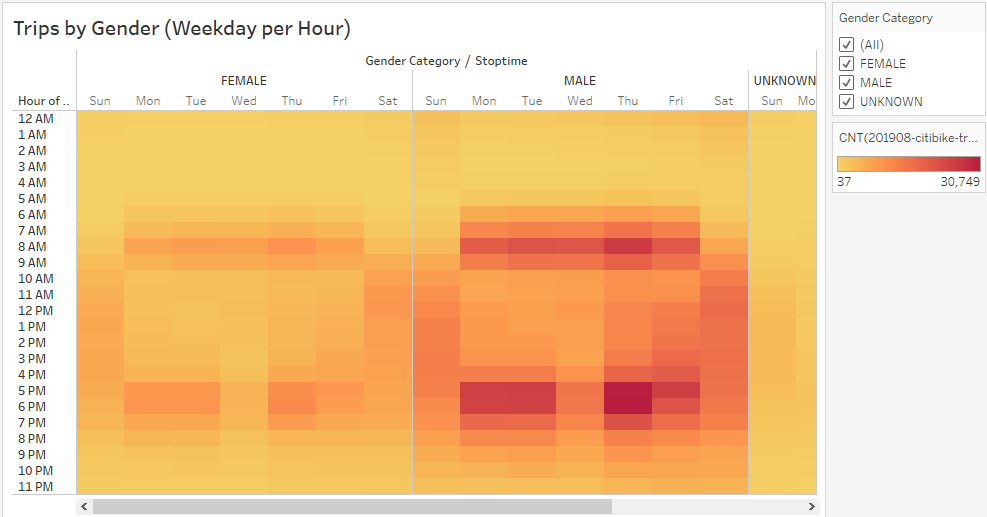 Trips by Gender (Weekday per Hour)
Gender Category / Stoptime
FEMALE MALE UNKNOWN
Hour of .. Sun Mon Tue Wed Thu Fri Sat Sun Mon Tue Wed Thu Fri Sat Sun Mo
12 AM
1 AM
2 AM
3 AM
4 AM
5 AM
6 AM
7 AM
8 AM
9 AM
10 AM
11 AM
12 PM
1 PM
2 PM
3 PM
4 PM
5 PM
6 PM
7 PM
8 PM
9 PM
10 PM
11 PM
Gender Category
(All)
FEMALE
MALE
UNKNOWN
CNT(201908-citibike-tr...
37 30,749